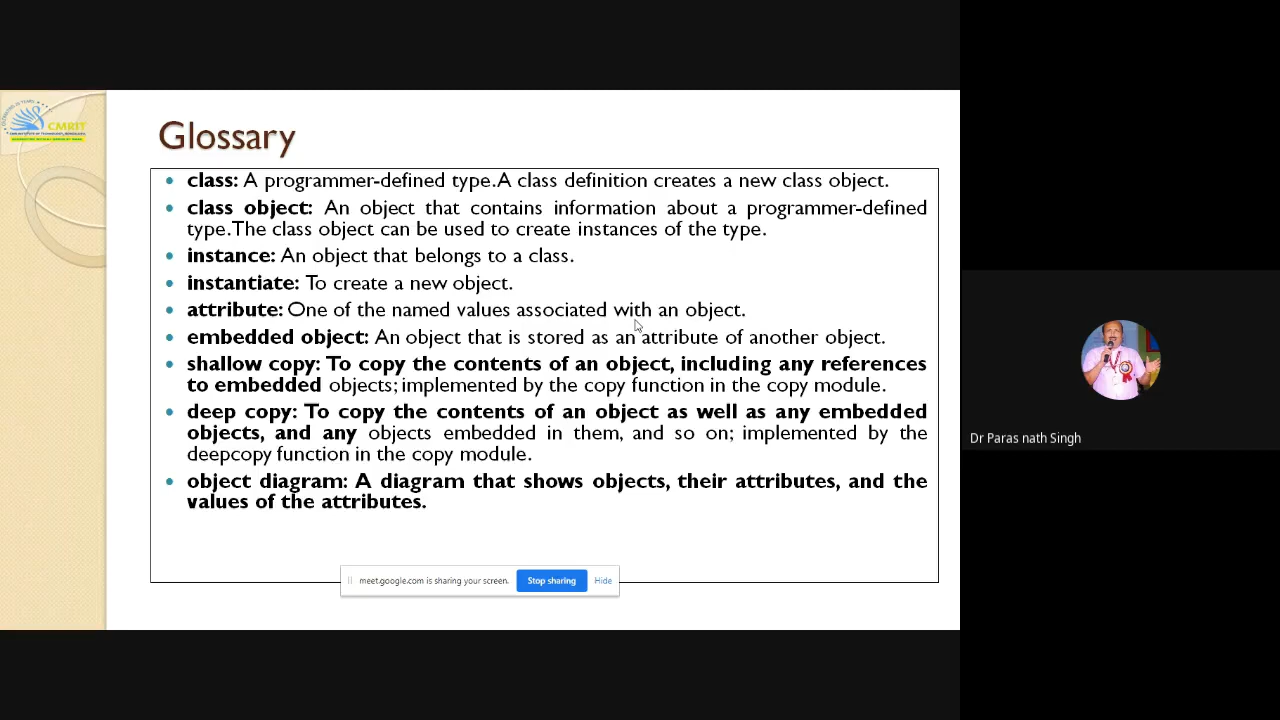 CMRIT
Glossary
class: A programmer-defined type. A class definition creates a new class object.
class object: An object that contains information about a programmer-defined
type. The class object can be used to create instances of the type.
instance: An object that belongs to a class.
instantiate: To create a new object.
attribute: One of the named values associated with an object.
embedded object: An object that is stored as an attribute of another object.
shallow copy: To copy the contents of an object, including any references
to embedded objects; implemented by the copy function in the copy module.
deep copy: To copy the contents of an object as well as any embedded
objects, and any objects embedded in them, and so on; implemented by the
deepcopy function in the copy module.
object diagram: A diagram that shows objects, their attributes, and the
values of the attributes.
meet.google.com is sharing your screen. Stop sharing Hide
Dr Paras nath Singh